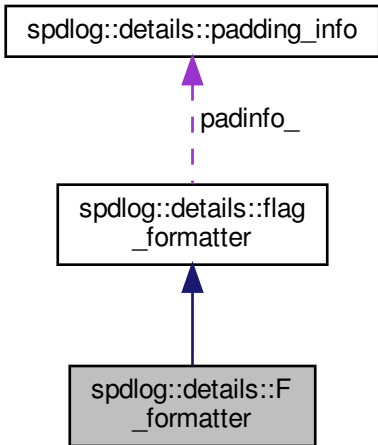 spdlog::details::padding_info
padinfo_
spdlog::details::flag
_formatter
spdlog::details::F
_formatter